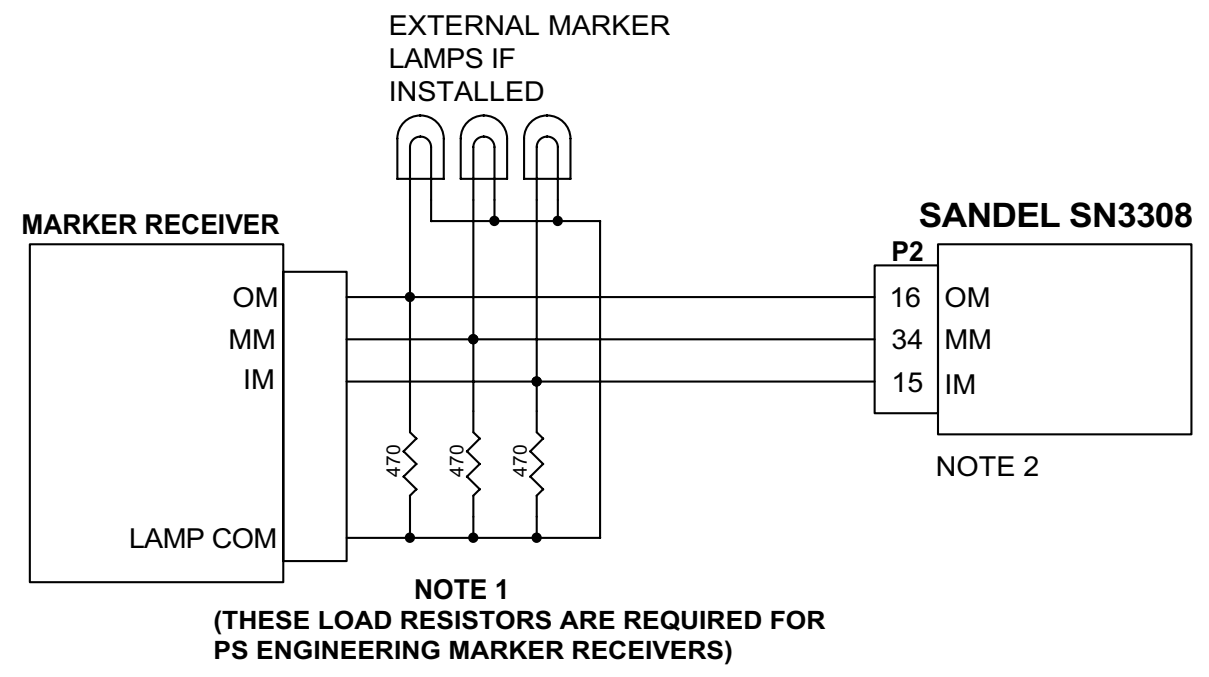 EXTERNAL MARKER
LAMPS IF
INSTALLED
MARKER RECEIVER
SANDEL SN3308
P2
OM
16 OM
MM
34 MM
IM
15 IM
470
470
470
NOTE 2
LAMP COM
NOTE 1
(THESE LOAD RESISTORS ARE REQUIRED FOR
PS ENGINEERING MARKER RECEIVERS)